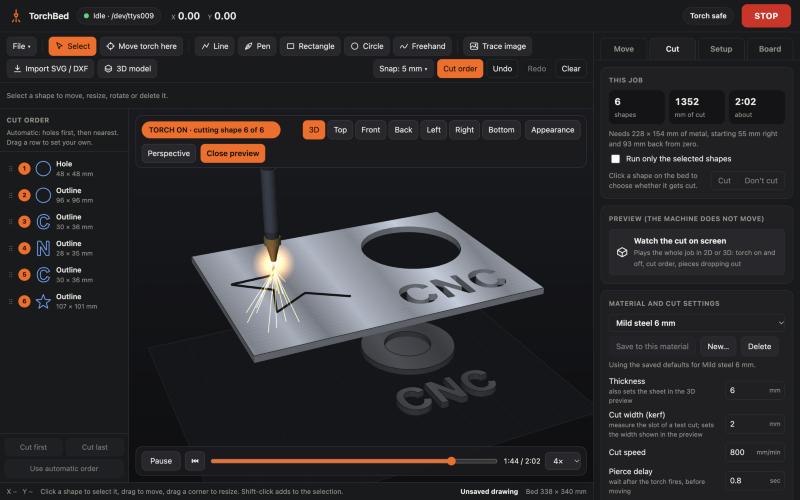 TorchBed
Idle · /dev/ttys009
X 0.00 Y 0.00
Torch safe
STOP
File
Select
Move torch here
Line
Pen
Rectangle
Circle
Freehand
Trace image
Import SVG / DXF
3D model
Snap: 5 mm
Cut order
Undo
Redo
Clear
Select a shape to move, resize, rotate or delete it.
CUT ORDER
Automatic: holes first, then nearest.
Drag a row to set your own.
1 Hole
48 × 48 mm
2 Outline
96 × 96 mm
3 C Outline
30 × 36 mm
4 N Outline
28 × 35 mm
5 C Outline
30 × 36 mm
6 Outline
107 × 101 mm
Cut first
Cut last
Use automatic order
TORCH ON · cutting shape 6 of 6
3D
Top
Front
Back
Left
Right
Bottom
Appearance
Perspective
Close preview
CNC
CNC
Pause
1:44 / 2:02
4×
Move
Cut
Setup
Board
THIS JOB
6
shapes
1352
mm of cut
2:02
about
Needs 228 × 154 mm of metal, starting 55 mm right
and 93 mm back from zero.
Run only the selected shapes
Click a shape on the bed to
choose whether it gets cut.
Cut
Don't cut
PREVIEW (THE MACHINE DOES NOT MOVE)
Watch the cut on screen
Plays the whole job in 2D or 3D: torch on and
off, cut order, pieces dropping out
MATERIAL AND CUT SETTINGS
Mild steel 6 mm
Save to this material
New...
Delete
Using the saved defaults for Mild steel 6 mm.
Thickness
also sets the sheet in the 3D
preview
6 mm
Cut width (kerf)
measure the slot of a test cut; sets
the width shown in the preview
2 mm
Cut speed
800 mm/min
Pierce delay
wait after the torch fires, before
moving
0.8 sec
X – Y –
Click a shape to select it, drag to move, drag a corner to resize. Shift-click adds to the selection.
Unsaved drawing
Bed 338 × 340 mm